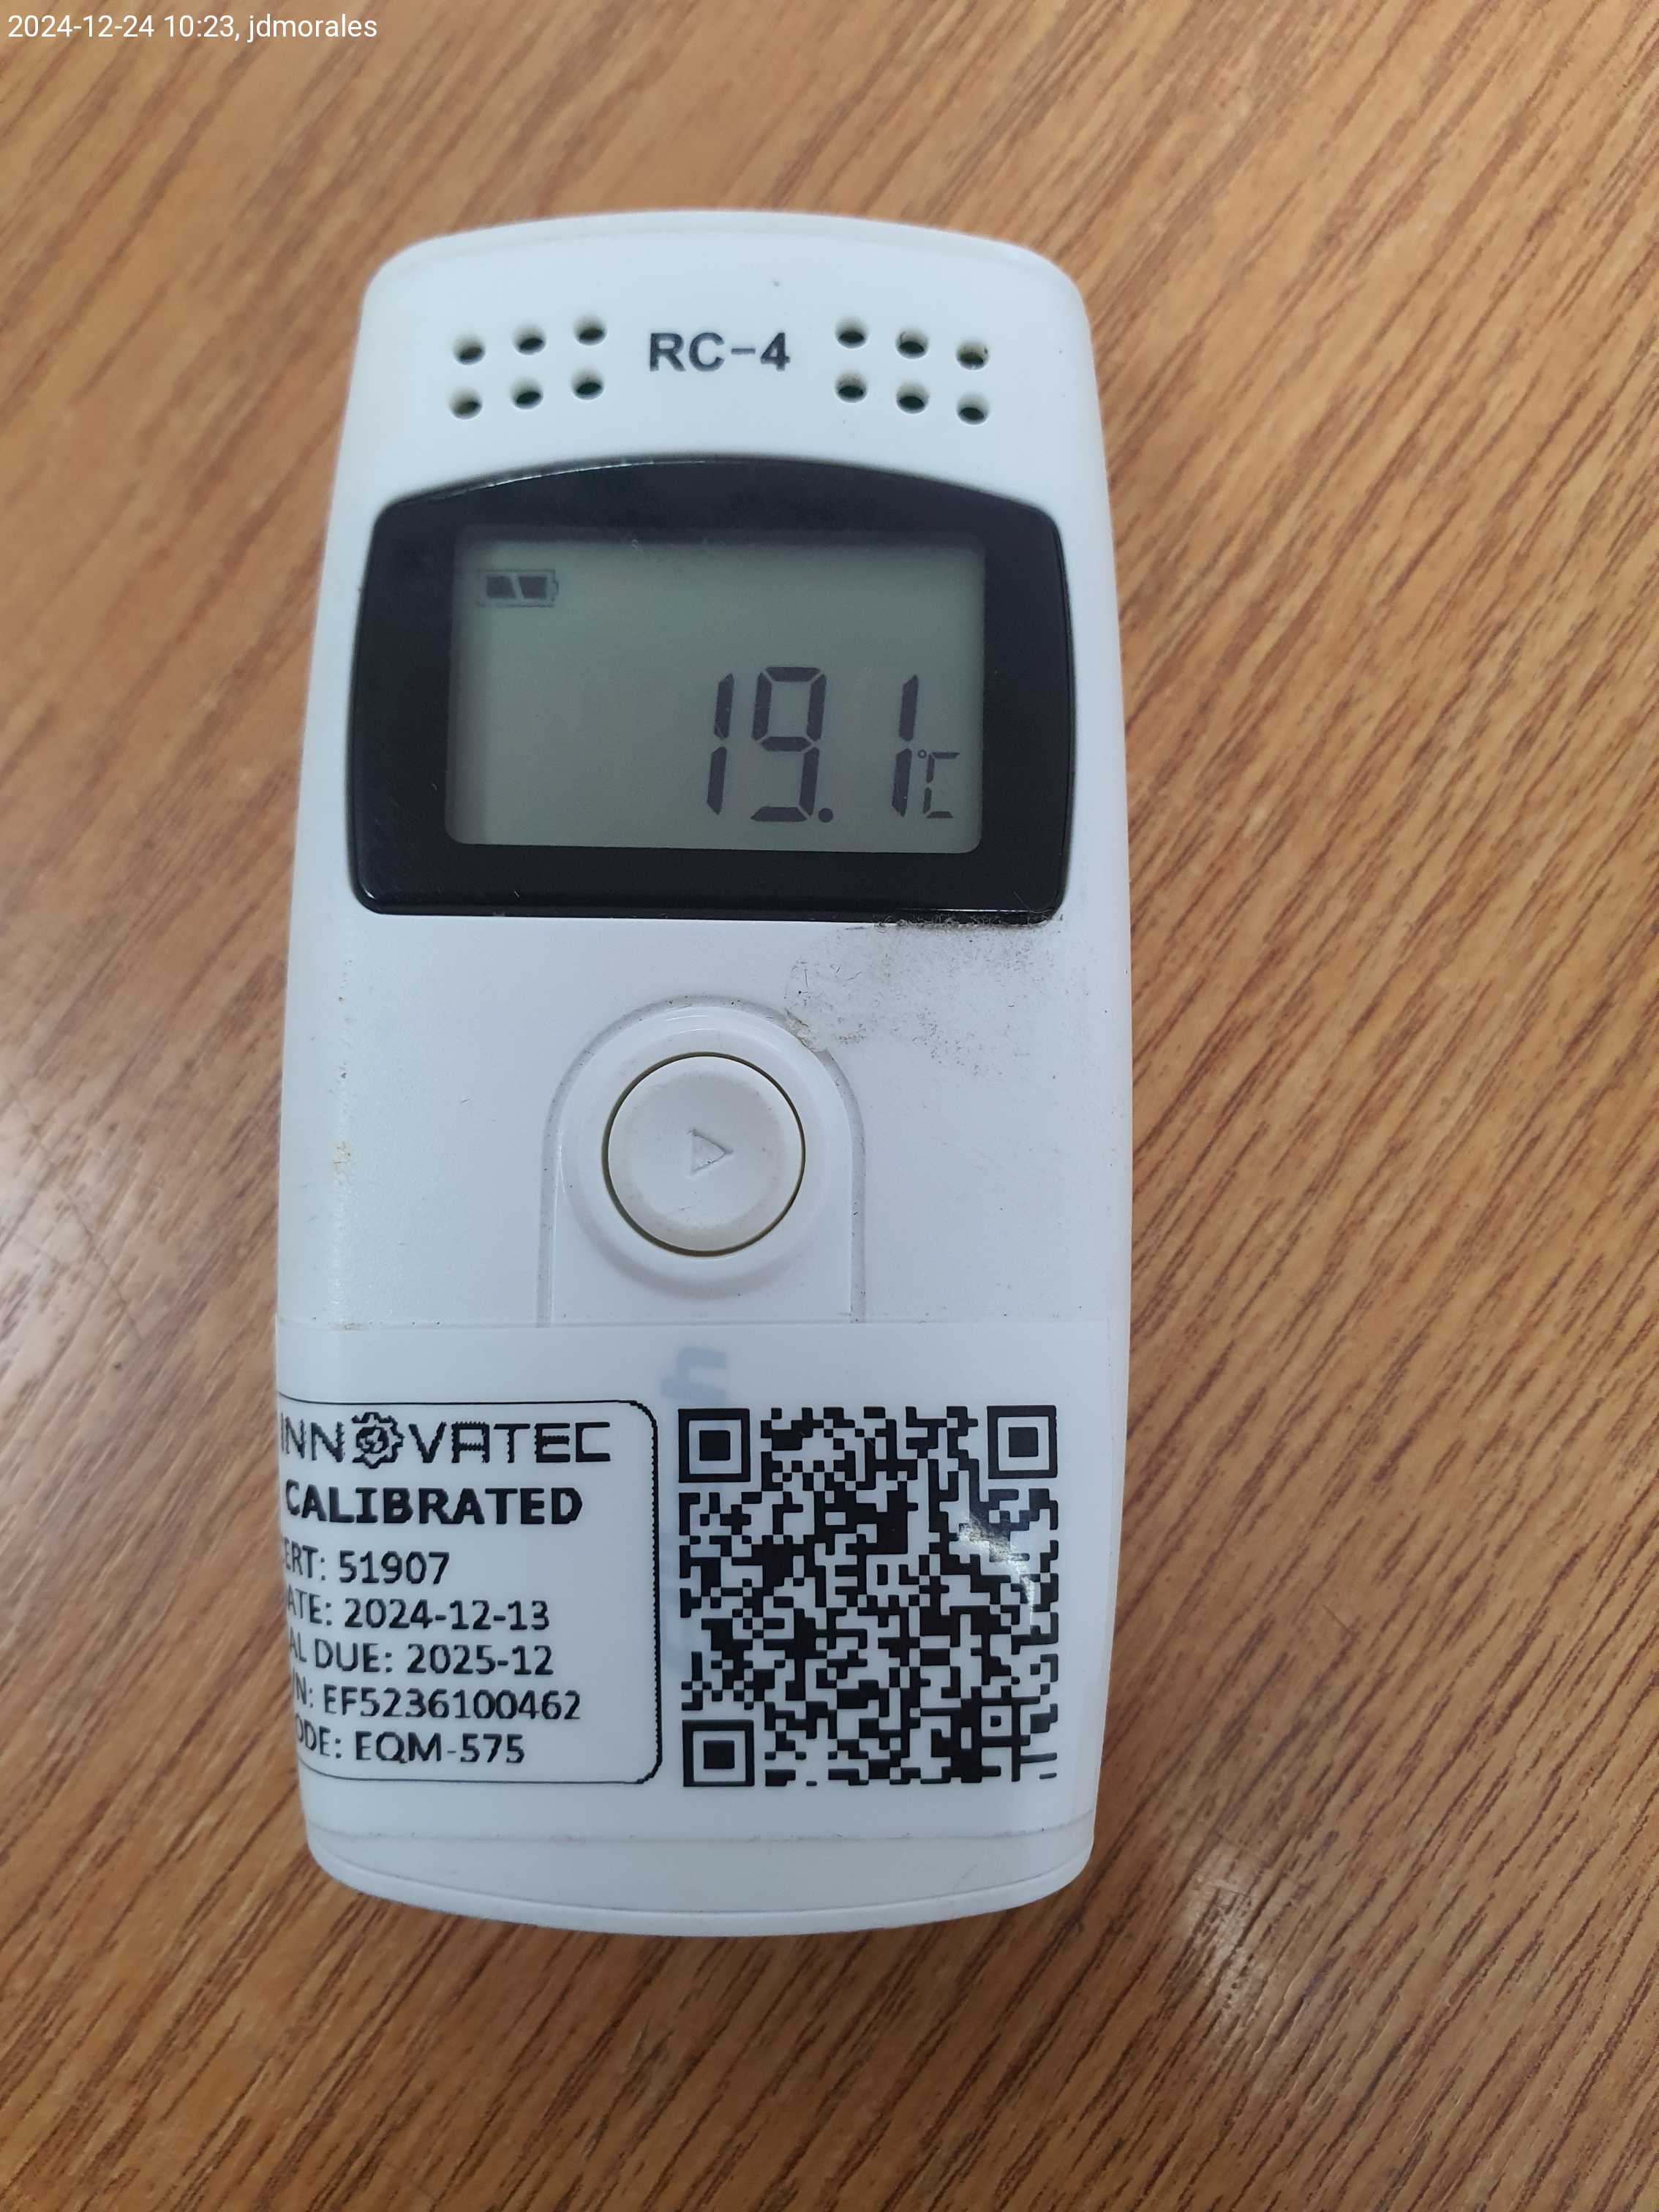 2024-12-24 10:23, jdmorales
RC-4
19.1°C
INNOVATEC
CALIBRATED
ERT: 51907
ATE: 2024-12-13
AL DUE: 2025-12
/N: EF5236100462
ODE: EQM-575